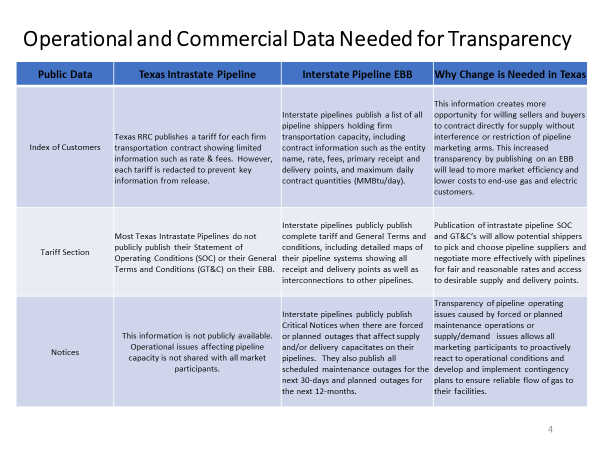 Operational and Commercial Data Needed for Transparency
Public Data
Texas Intrastate Pipeline
Interstate Pipeline EBB
Why Change is Needed in Texas
Index of Customers
Texas RRC publishes a tariff for each firm
transportation contract showing limited
information such as rate & fees. However,
each tariff is redacted to prevent key
information from release.
Interstate pipelines publish a list of all
pipeline shippers holding firm
transportation capacity, including
contract information such as the entity
name, rate, fees, primary receipt and
delivery points, and maximum daily
contract quantities (MMBtu/day).
This information creates more
opportunity for willing sellers and buyers
to contract directly for supply without
interference or restriction of pipeline
marketing arms. This increased
transparency by publishing on an EBB
will lead to more market efficiency and
lower costs to end-use gas and electric
customers.
Tariff Section
Most Texas Intrastate Pipelines do not
publicly publish their Statement of
Operating Conditions (SOC) or their General
Terms and Conditions (GT&C) on their EBB.
Interstate pipelines publicly publish
complete tariff and General Terms and
conditions, including detailed maps of
their pipeline systems showing all
receipt and delivery points as well as
interconnections to other pipelines.
Publication of intrastate pipeline SOC
and GT&C's will allow potential shippers
to pick and choose pipeline suppliers and
negotiate more effectively with pipelines
for fair and reasonable rates and access
to desirable supply and delivery points.
Notices
This information is not publicly available.
Operational issues affecting pipeline
capacity is not shared with all market
participants.
Interstate pipelines publicly publish
Critical Notices when there are forced
or planned outages that affect supply
and/or delivery capacitates on their
pipelines. They also publish all
scheduled maintenance outages for the
next 30-days and planned outages for
the next 12-months.
Transparency of pipeline operating
issues caused by forced or planned
maintenance operations or
supply/demand issues allows all
marketing participants to proactively
react to operational conditions and
develop and implement contingency
plans to ensure reliable flow of gas to
their facilities.
4